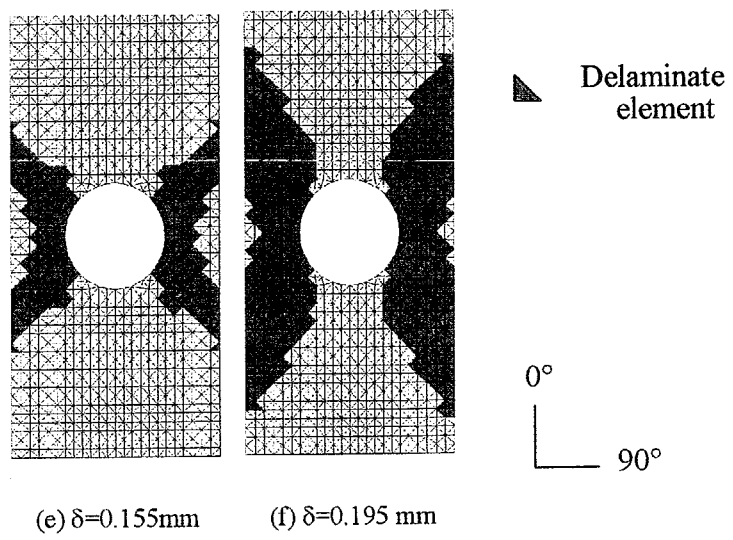 Delaminate
element
0°
90°
(e) δ=0.155mm
(f) δ=0.195 mm